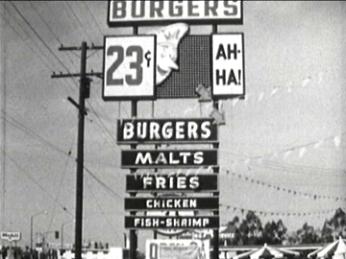 BURGERS
23¢
AH-
HA!
BURGERS
MALTS
FRIES
CHICKEN
FISH-SHRIMP